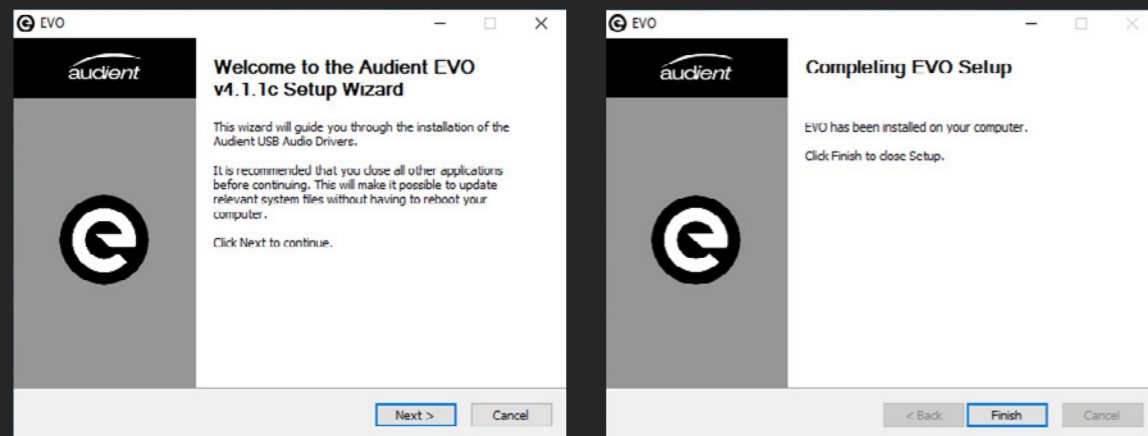 EVO
audient
Welcome to the Audient EVO
v4.1.1c Setup Wizard
This wizard will guide you through the installation of the
Audient USB Audio Drivers.
It is recommended that you close all other applications
before continuing. This will make it possible to update
relevant system files without having to reboot your
computer.
Click Next to continue.
Next >
Cancel
EVO
audient
Completing EVO Setup
EVO has been installed on your computer.
Click Finish to close Setup.
< Back
Finish
Cancel